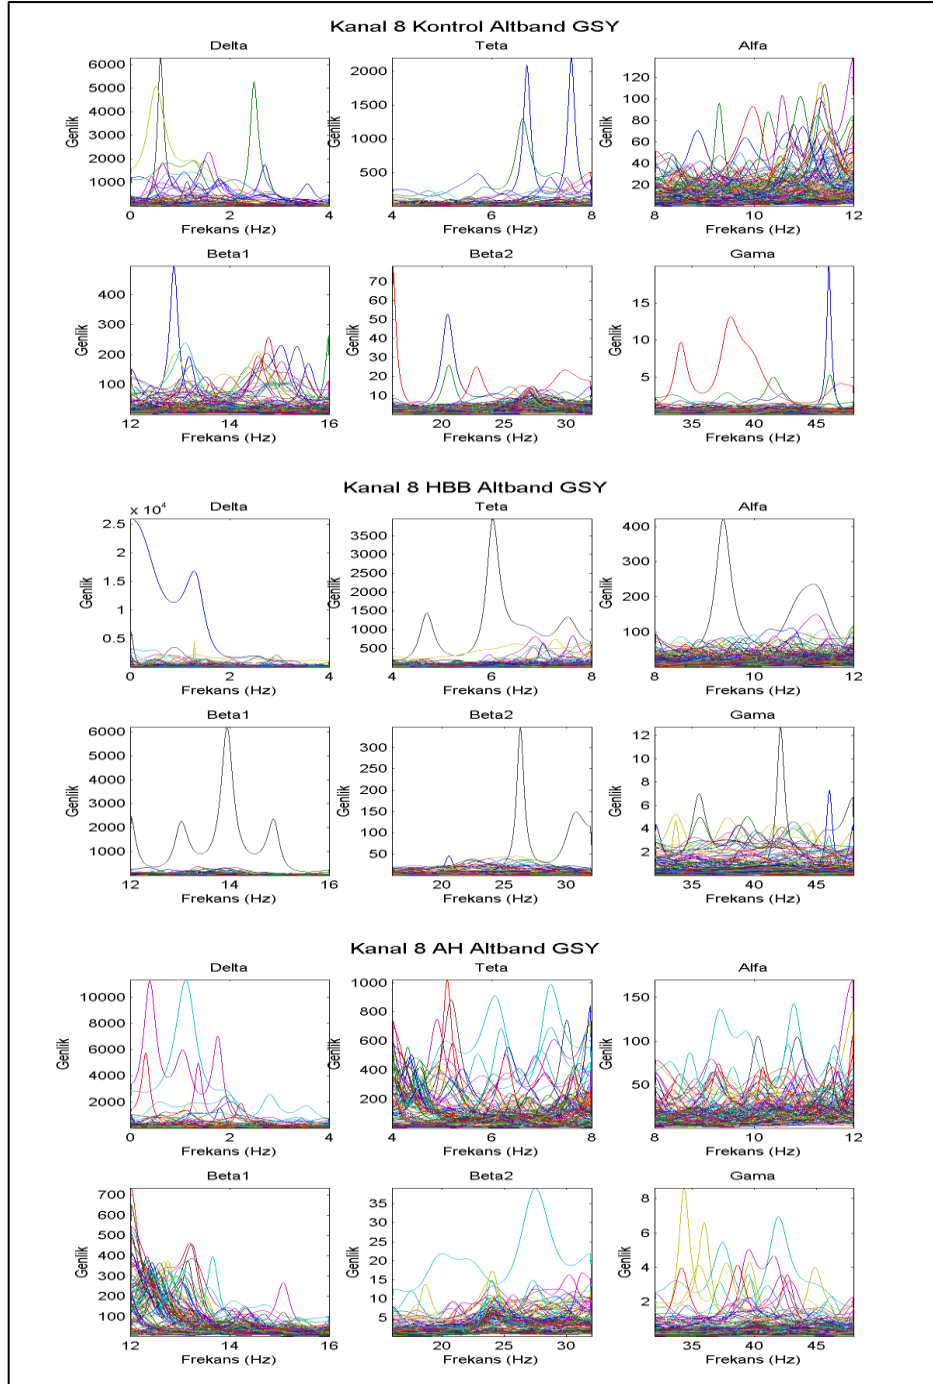 Kanal 8 Kontrol Altband GSY
Delta
6000
5000
4000
3000
2000
1000
0 2 4
Frekans (Hz)
Teta
2000
1500
1000
500
4 6 8
Frekans (Hz)
Genlik
Alfa
120
100
80
60
40
20
8 10 12
Frekans (Hz)
Genlik
Beta1
400
300
200
100
12 14 16
Frekans (Hz)
Genlik
Beta2
70
60
50
40
30
20
10
20 30
Frekans (Hz)
Genlik
Gama
15
10
5
35 40 45
Frekans (Hz)
Genlik
Kanal 8 HBB Altband GSY
Delta
x 10^4
2.5
2
1.5
1
0.5
0 2 4
Frekans (Hz)
Genlik
Teta
3500
3000
2500
2000
1500
1000
500
4 6 8
Frekans (Hz)
Genlik
Alfa
400
300
200
100
8 10 12
Frekans (Hz)
Genlik
Beta1
6000
5000
4000
3000
2000
1000
12 14 16
Frekans (Hz)
Genlik
Beta2
300
250
200
150
100
50
20 30
Frekans (Hz)
Genlik
Gama
12
10
8
6
4
2
35 40 45
Frekans (Hz)
Genlik
Kanal 8 AH Altband GSY
Delta
10000
8000
6000
4000
2000
0 2 4
Frekans (Hz)
Genlik
Teta
1000
800
600
400
200
4 6 8
Frekans (Hz)
Genlik
Alfa
150
100
50
8 10 12
Frekans (Hz)
Genlik
Beta1
700
600
500
400
300
200
100
12 14 16
Frekans (Hz)
Genlik
Beta2
35
30
25
20
15
10
5
20 30
Frekans (Hz)
Genlik
Gama
8
6
4
2
35 40 45
Frekans (Hz)
Genlik